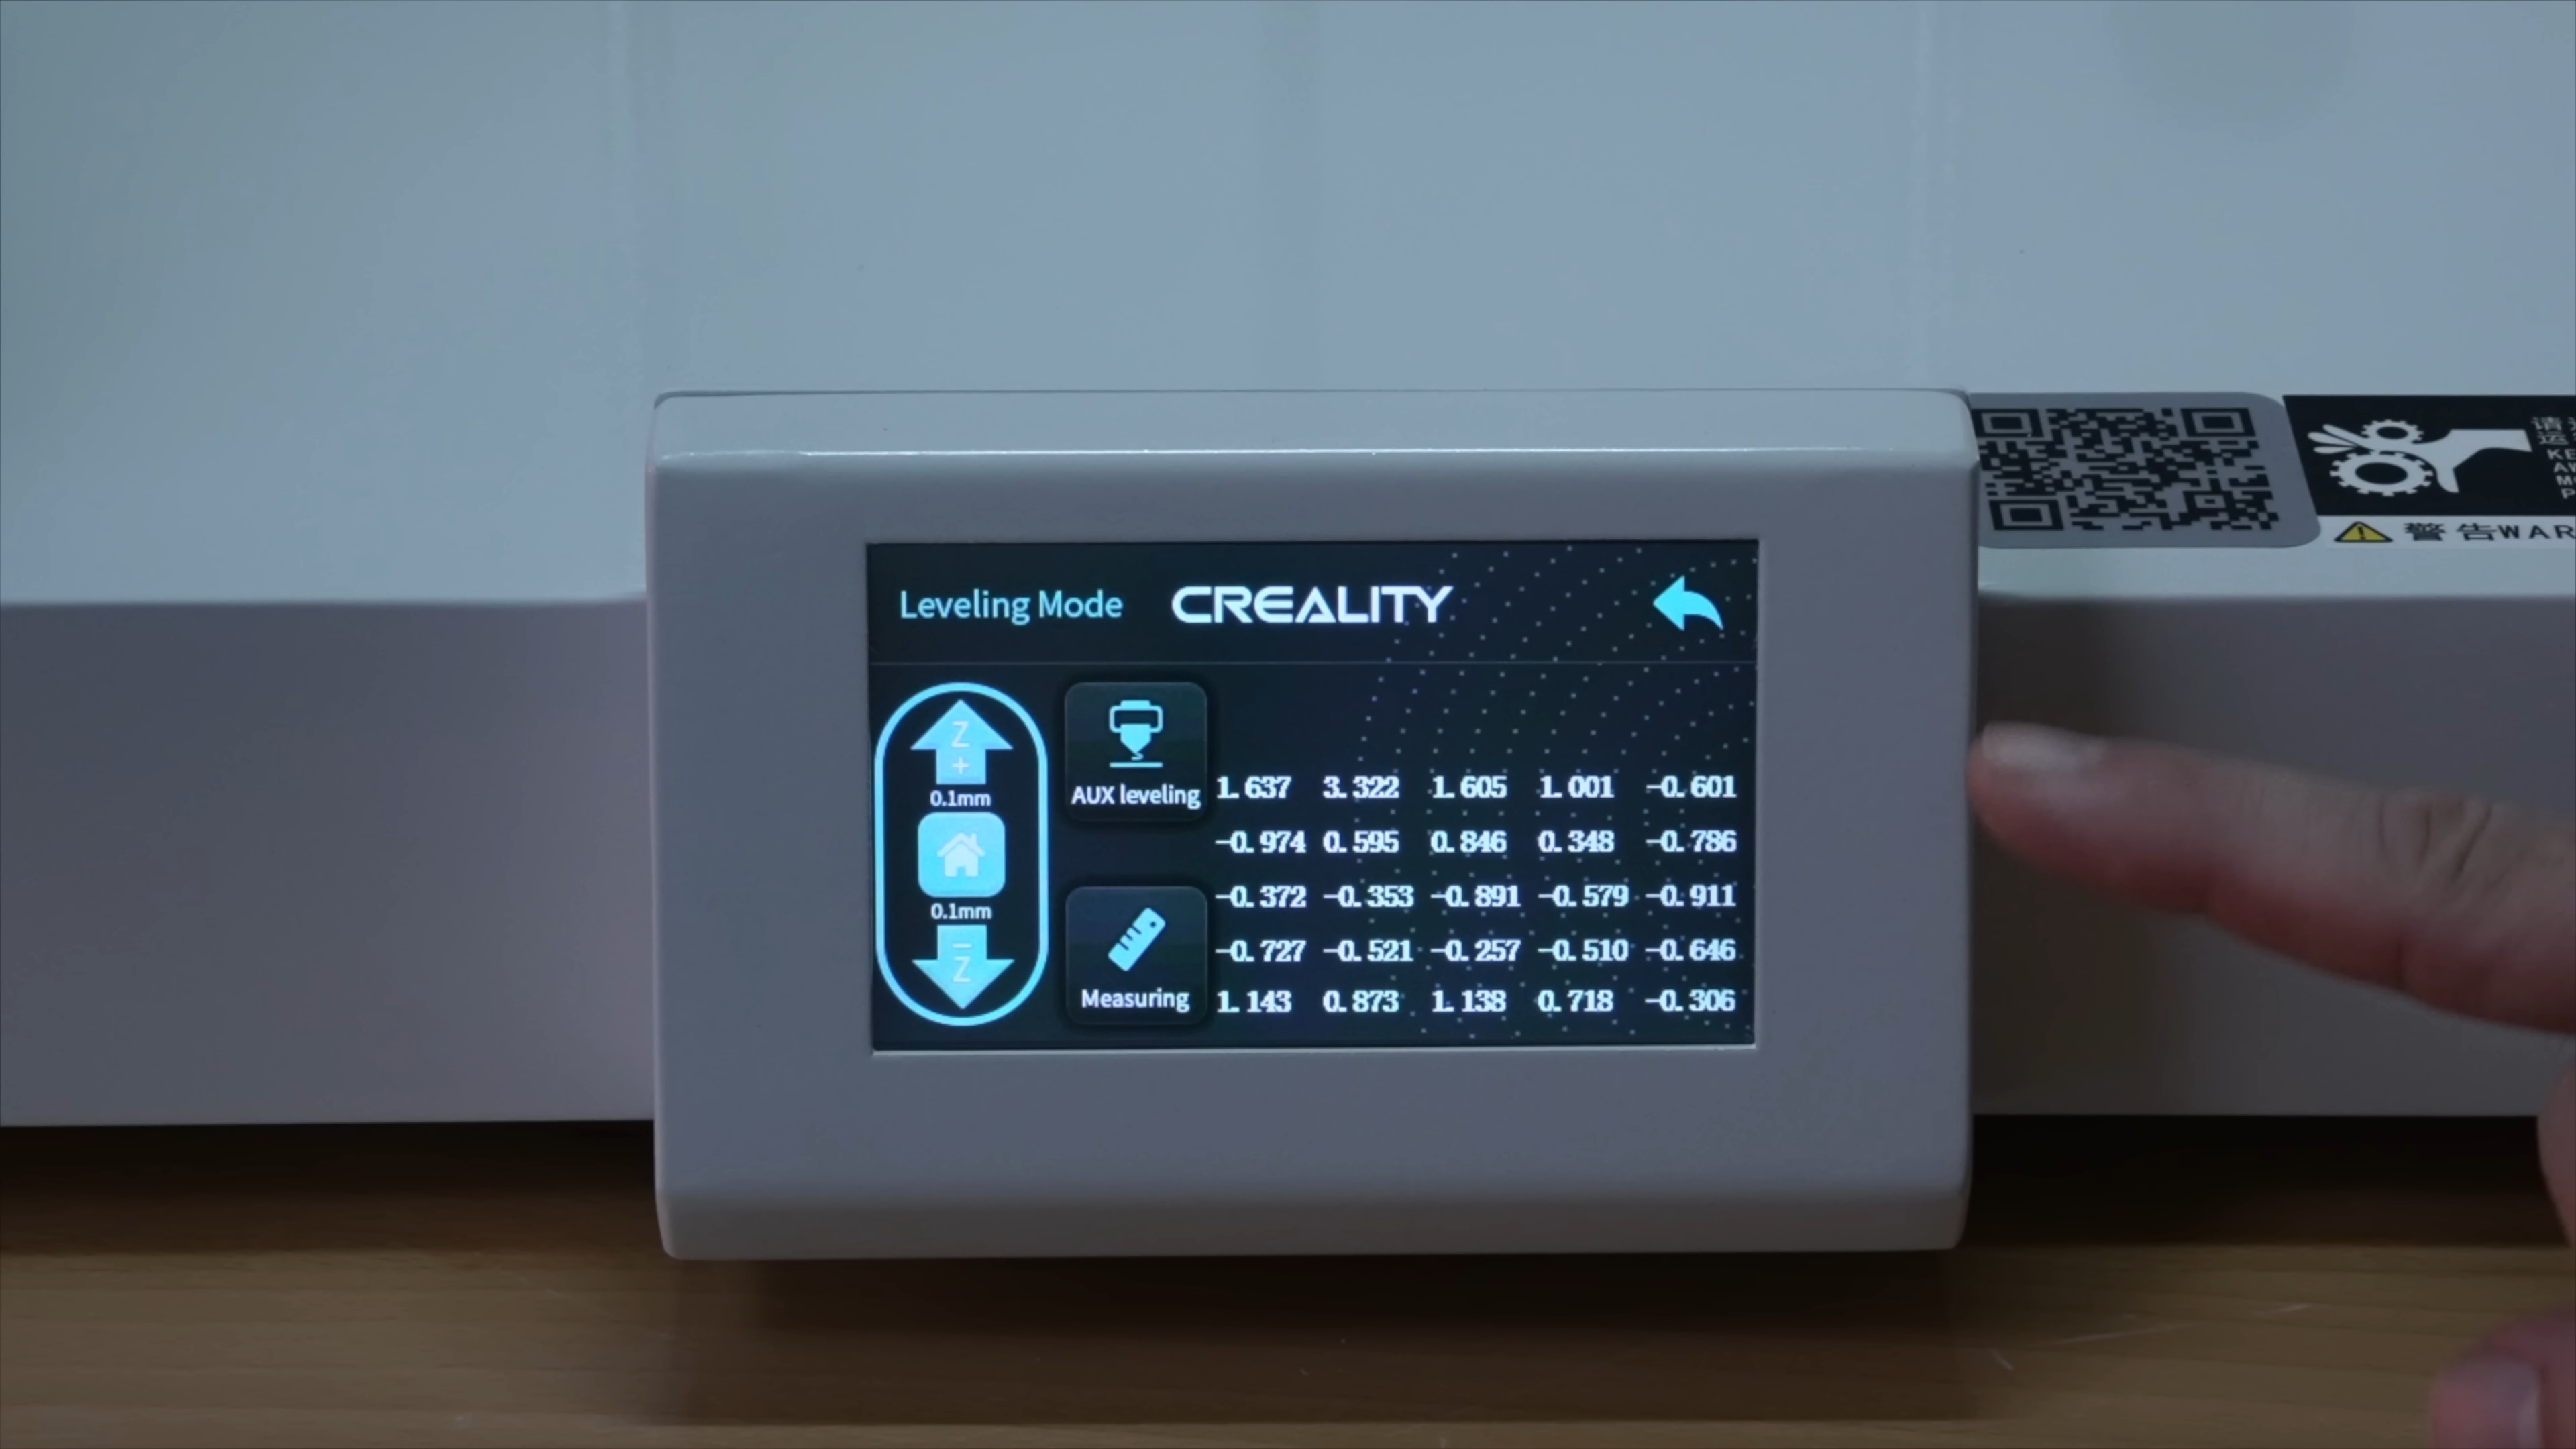 Leveling Mode CREALITY
Z
+
0.1mm
AUX leveling
0.1mm
−
Z
Measuring
1.637 3.322 1.605 1.001 -0.601
-0.974 0.595 0.846 0.348 -0.786
-0.372 -0.353 -0.891 -0.579 -0.911
-0.727 -0.521 -0.257 -0.510 -0.646
1.143 0.873 1.138 0.718 -0.306
警告WAR